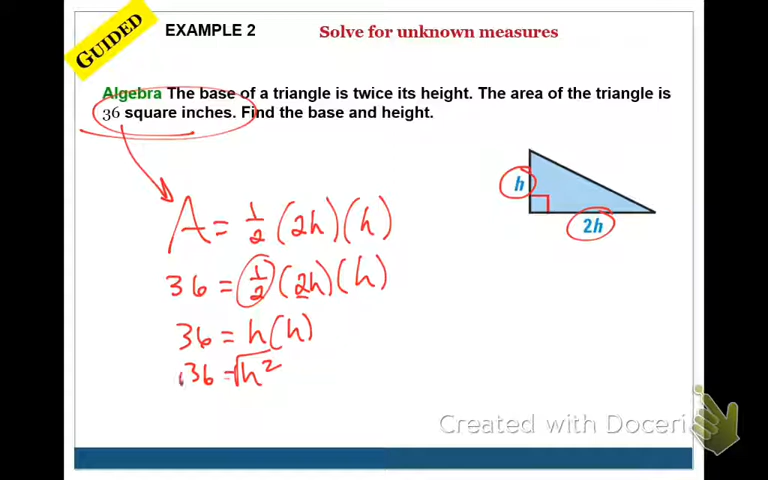 GUIDED
EXAMPLE 2
Solve for unknown measures
Algebra The base of a triangle is twice its height. The area of the triangle is
36 square inches. Find the base and height.
h
2h
A = 1/2 (2h)(h)
36 = 1/2 (2h)(h)
36 = h(h)
36 = √h²
Created with Doceri